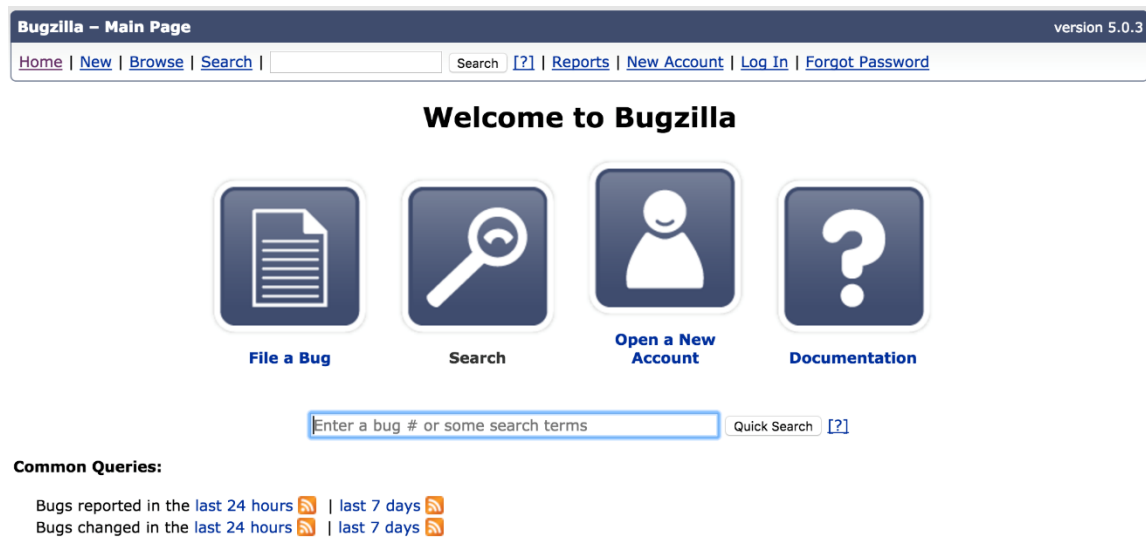 Bugzilla – Main Page version 5.0.3
Home | New | Browse | Search | Search [?] | Reports | New Account | Log In | Forgot Password
Welcome to Bugzilla
File a Bug
Search
Open a New
Account
Documentation
Enter a bug # or some search terms Quick Search [?]
Common Queries:
Bugs reported in the last 24 hours | last 7 days
Bugs changed in the last 24 hours | last 7 days